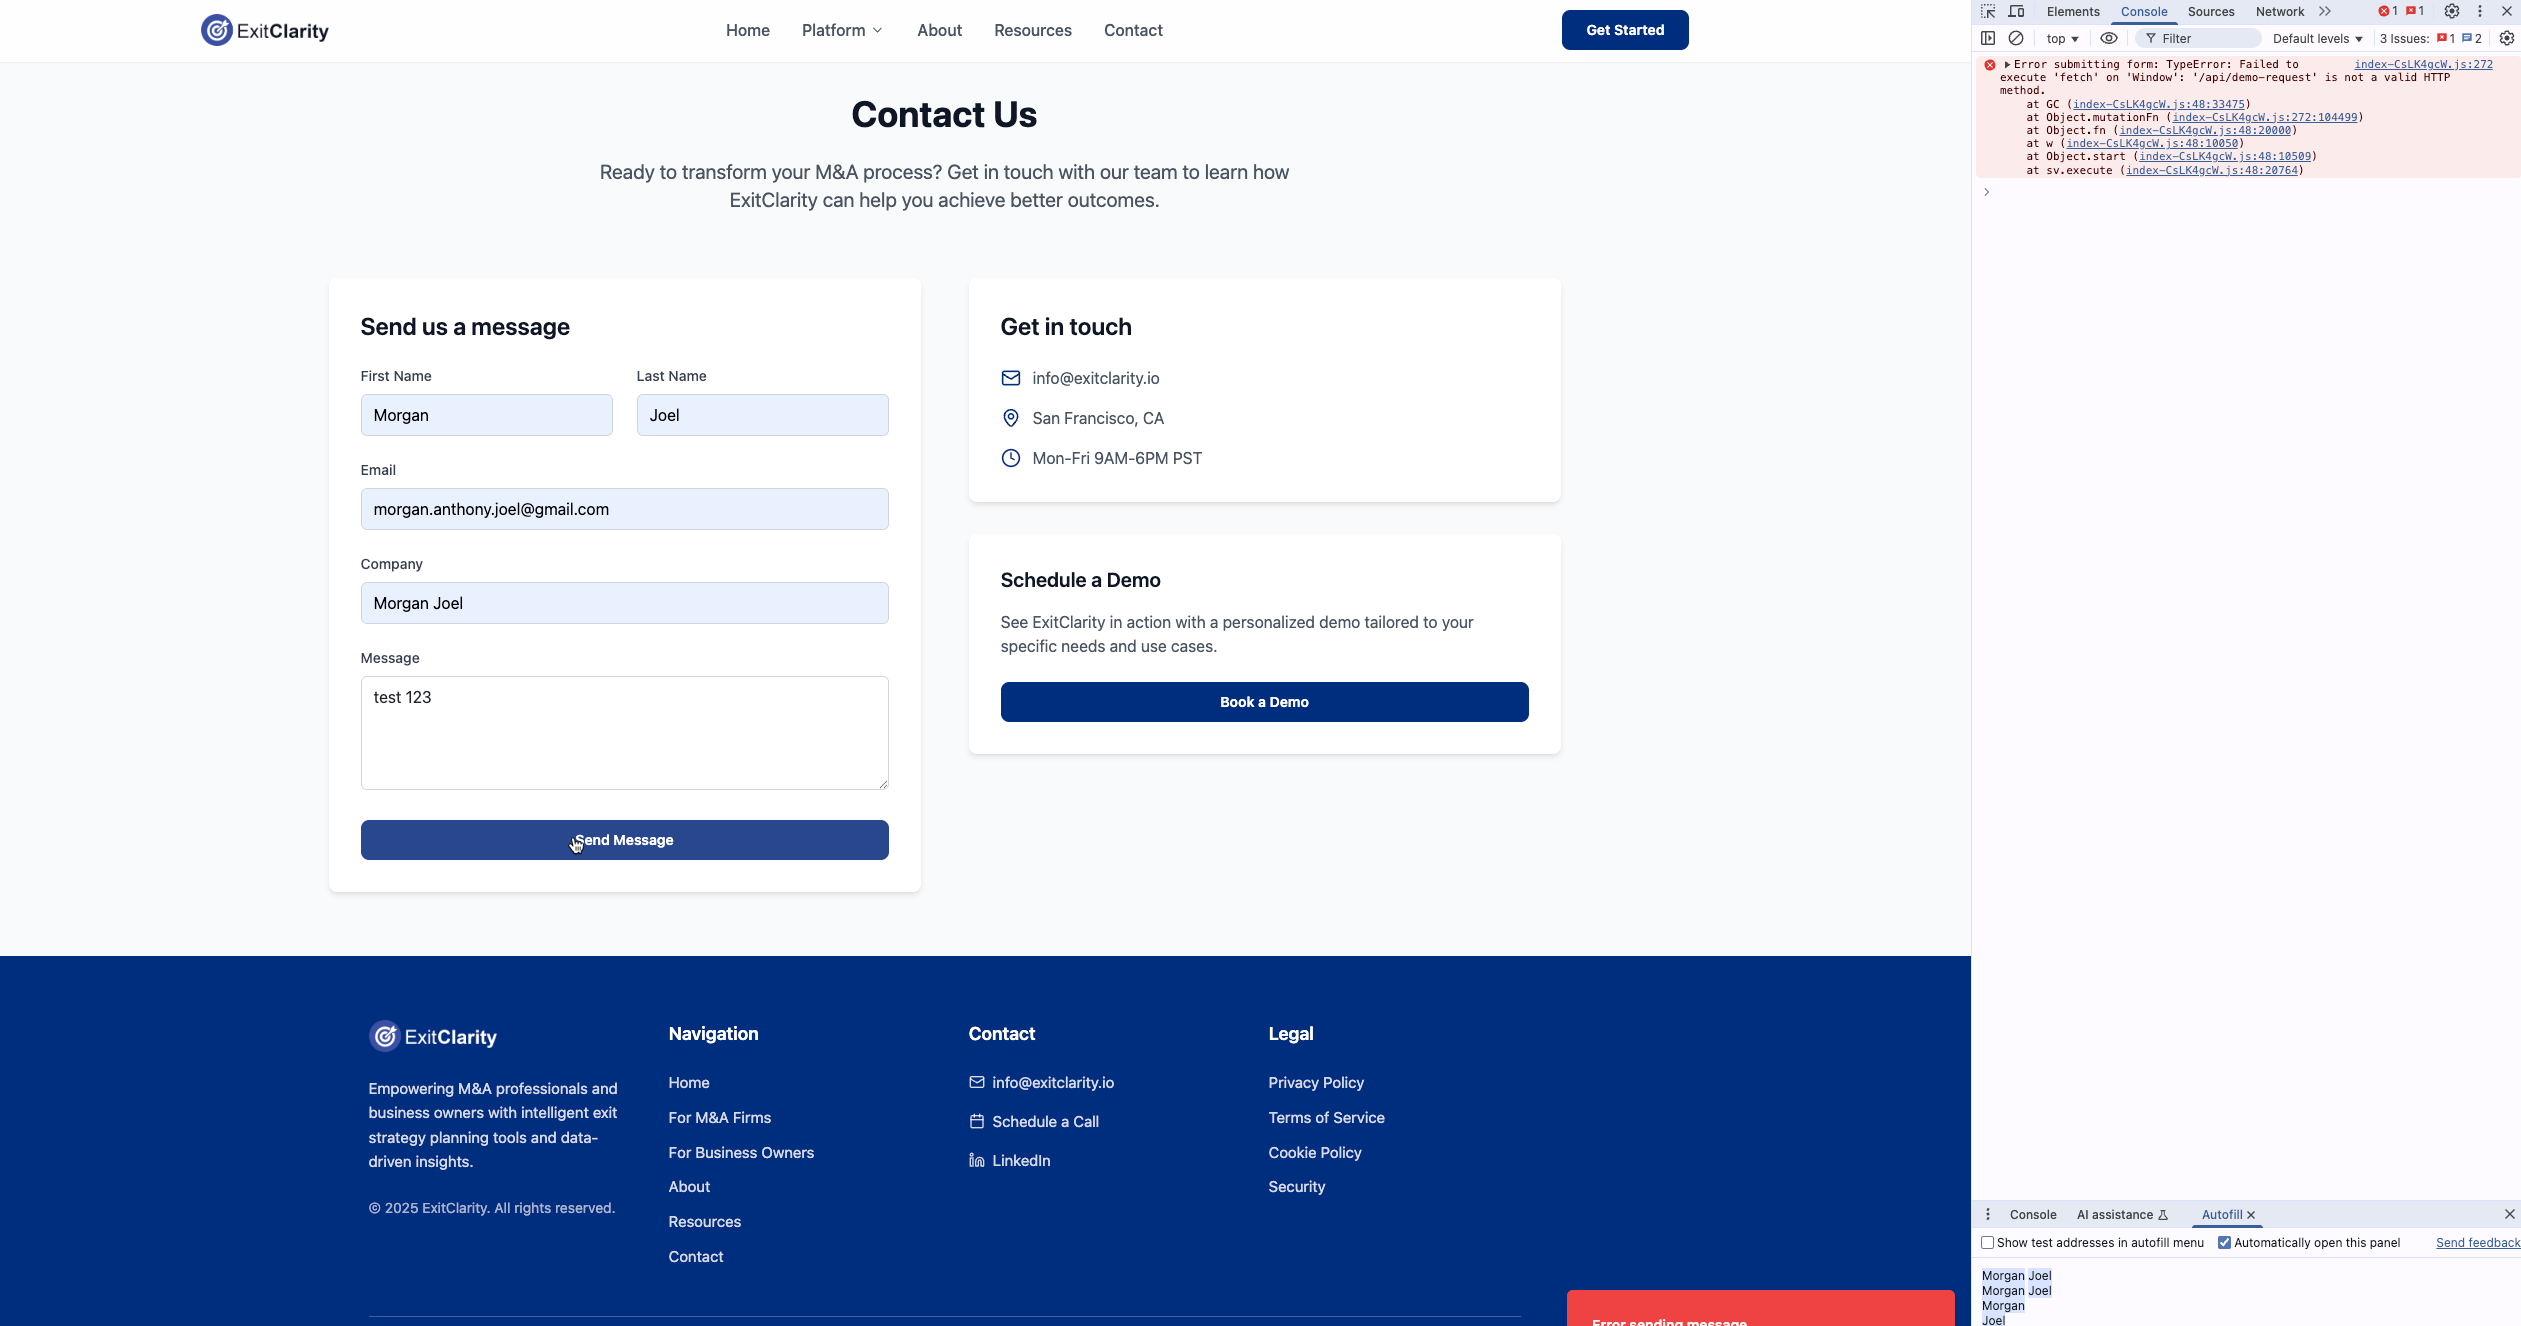 ExitClarity
Home
Platform
About
Resources
Contact
Get Started
Contact Us
Ready to transform your M&A process? Get in touch with our team to learn how
ExitClarity can help you achieve better outcomes.
Send us a message
First Name
Last Name
Morgan
Joel
Email
morgan.anthony.joel@gmail.com
Company
Morgan Joel
Message
test 123
Send Message
Get in touch
info@exitclarity.io
San Francisco, CA
Mon-Fri 9AM-6PM PST
Schedule a Demo
See ExitClarity in action with a personalized demo tailored to your
specific needs and use cases.
Book a Demo
ExitClarity
Empowering M&A professionals and
business owners with intelligent exit
strategy planning tools and data-
driven insights.
© 2025 ExitClarity. All rights reserved.
Navigation
Home
For M&A Firms
For Business Owners
About
Resources
Contact
Contact
info@exitclarity.io
Schedule a Call
LinkedIn
Legal
Privacy Policy
Terms of Service
Cookie Policy
Security
Error sending message
Elements
Console
Sources
Network
1
1
top
Filter
Default levels
3 Issues:
1
2
Error submitting form: TypeError: Failed to index-CsLK4gcW.js:272
execute 'fetch' on 'Window': '/api/demo-request' is not a valid HTTP
method.
at GC (index-CsLK4gcW.js:48:33475)
at Object.mutationFn (index-CsLK4gcW.js:272:104499)
at Object.fn (index-CsLK4gcW.js:48:20000)
at w (index-CsLK4gcW.js:48:10050)
at Object.start (index-CsLK4gcW.js:48:10509)
at sv.execute (index-CsLK4gcW.js:48:20764)
Console
AI assistance
Autofill
Show test addresses in autofill menu
Automatically open this panel
Send feedback
Morgan Joel
Morgan Joel
Morgan
Joel